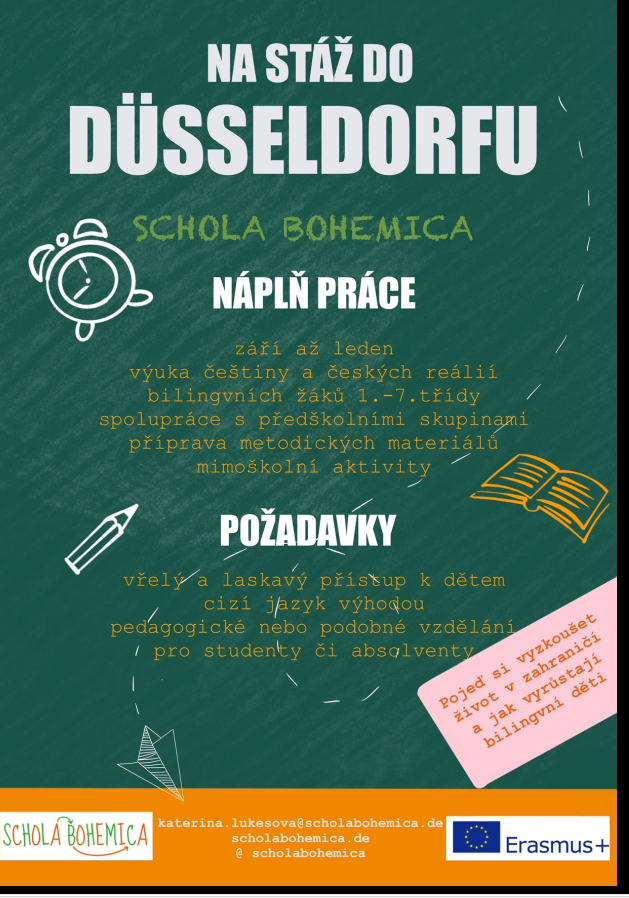 NA STÁŽ DO
DÜSSELDORFU
SCHOLA BOHEMICA
NÁPLŇ PRÁCE
září až leden
výuka češtiny a českých reálií
bilingvních žáků 1.-7.třídy
spolupráce s předškolními skupinami
příprava metodických materiálů
mimoškolní aktivity
POŽADAVKY
vřelý a laskavý přístup k dětem
cizí jazyk výhodou
pedagogické nebo podobné vzdělání
pro studenty či absolventy
Pojeď si vyzkoušet
život v zahraničí
a jak vyrůstají
bilingvní děti
SCHOLA BOHEMICA
katerina.lukesova@scholabohemica.de
scholabohemica.de
@ scholabohemica
Erasmus+